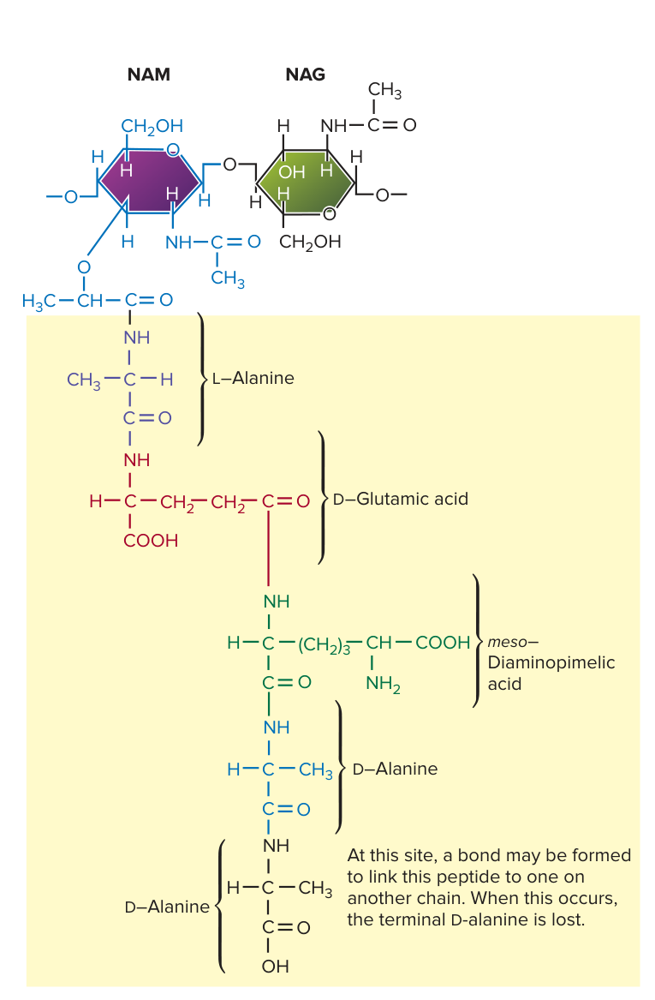 NAM NAG
CH₃
CH₂OH H NH–C=O
O
H H OH H H
–O– O O–
H H H H
O
H NH–C=O CH₂OH
O CH₃
H₃C–CH–C=O
NH
CH₃–C–H L–Alanine
C=O
NH
H–C–CH₂–CH₂–C=O D–Glutamic acid
COOH
NH
H–C–(CH₂)₃–CH–COOH meso–
Diaminopimelic
C=O NH₂ acid
NH
H–C–CH₃ D–Alanine
C=O
NH
At this site, a bond may be formed
to link this peptide to one on
another chain. When this occurs,
the terminal D-alanine is lost.
H–C–CH₃
D–Alanine
C=O
OH